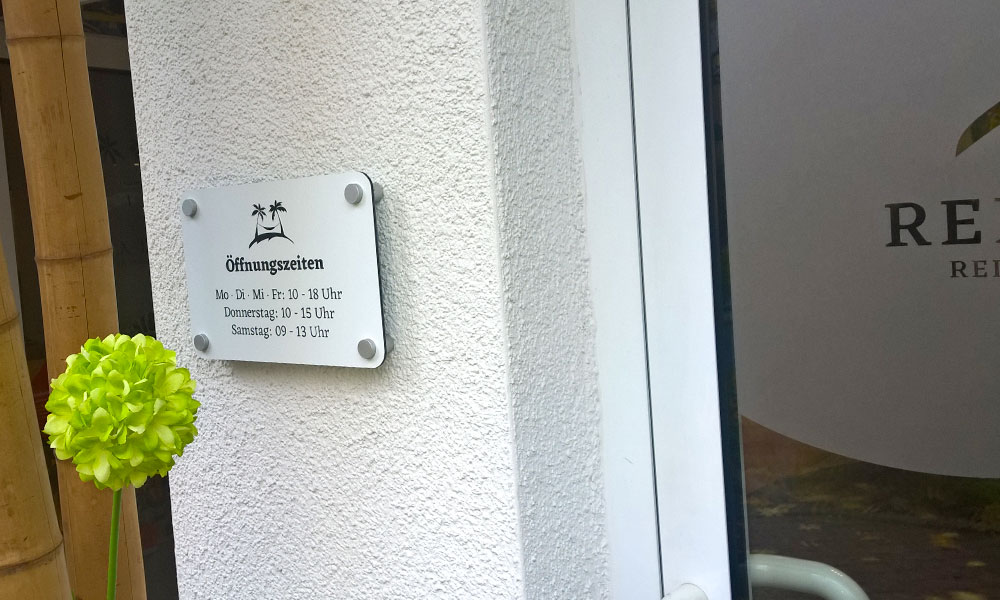 Öffnungszeiten
Mo · Di · Mi · Fr: 10 - 18 Uhr
Donnerstag: 10 - 15 Uhr
Samstag: 09 - 13 Uhr